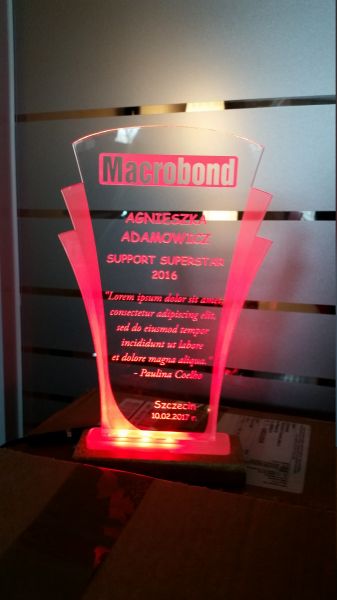 Macrobond
AGNIESZKA
ADAMOWICZ
SUPPORT SUPERSTAR
2016
"Lorem ipsum dolor sit amet,
consectetur adipiscing elit,
sed do eiusmod tempor
incididunt ut labore
et dolore magna aliqua."
- Paulina Coelho
Szczecin
10.02.2017 r.